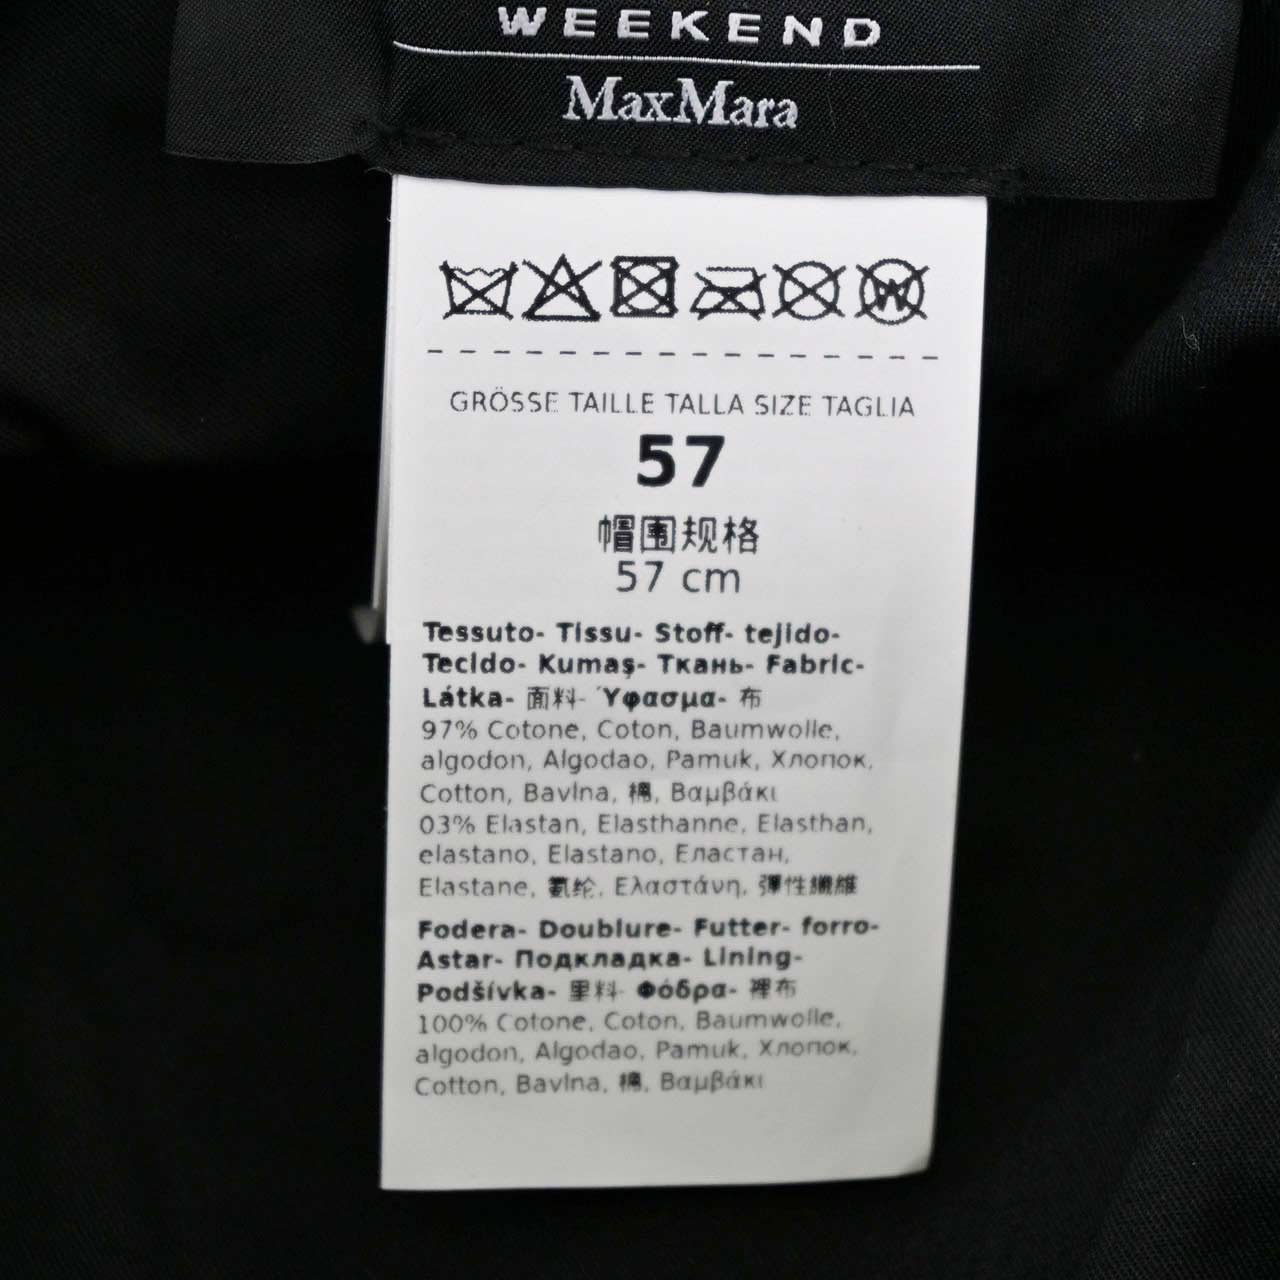 WEEKEND
MaxMara
W
GRÖSSE TAILLE TALLA SIZE TAGLIA
57
帽围规格
57 cm
Tessuto- Tissu- Stoff- tejido-
Tecido- Kumaş- Ткань- Fabric-
Látka- 面料- Ύφασμα- 布
97% Cotone, Coton, Baumwolle,
algodon, Algodao, Pamuk, Хлопок,
Cotton, Bavlna, 棉, Βαμβάκι
03% Elastan, Elasthanne, Elasthan,
elastano, Elastano, Еластан,
Elastane, 氨纶, Ελαστάνη, 彈性纖維
Fodera- Doublure- Futter- forro-
Astar- Подкладка- Lining-
Podšívka- 里料- Φόδρα- 裡布
100% Cotone, Coton, Baumwolle,
algodon, Algodao, Pamuk, Хлопок,
Cotton, Bavlna, 棉, Βαμβάκι